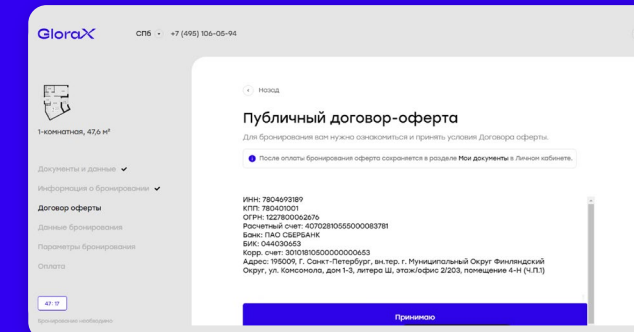 GloraX
СПб
+7 (495) 106-05-94
1-комнатная, 47,6 м²
Документы и данные
Информация о бронировании
Договор оферты
Данные бронирования
Параметры бронирования
Оплата
47: 17
Бронирование необходимо
Назад
Публичный договор-оферта
Для бронирования вам нужно ознакомиться и принять условия Договора оферты.
После оплаты бронирования оферта сохраняется в разделе Мои документы в Личном кабинете.
ИНН: 7804693189
КПП: 780401001
ОГРН: 1227800062676
Расчетный счет: 40702810555000083781
Банк: ПАО СБЕРБАНК
БИК: 044030653
Корр. счет: 30101810500000000653
Адрес: 195009, Г. Санкт-Петербург, вн.тер. г. Муниципальный Округ Финляндский
Округ, ул. Комсомола, дом 1-3, литера Ш, этаж/офис 2/203, помещение 4-Н (Ч.П.1)
Принимаю